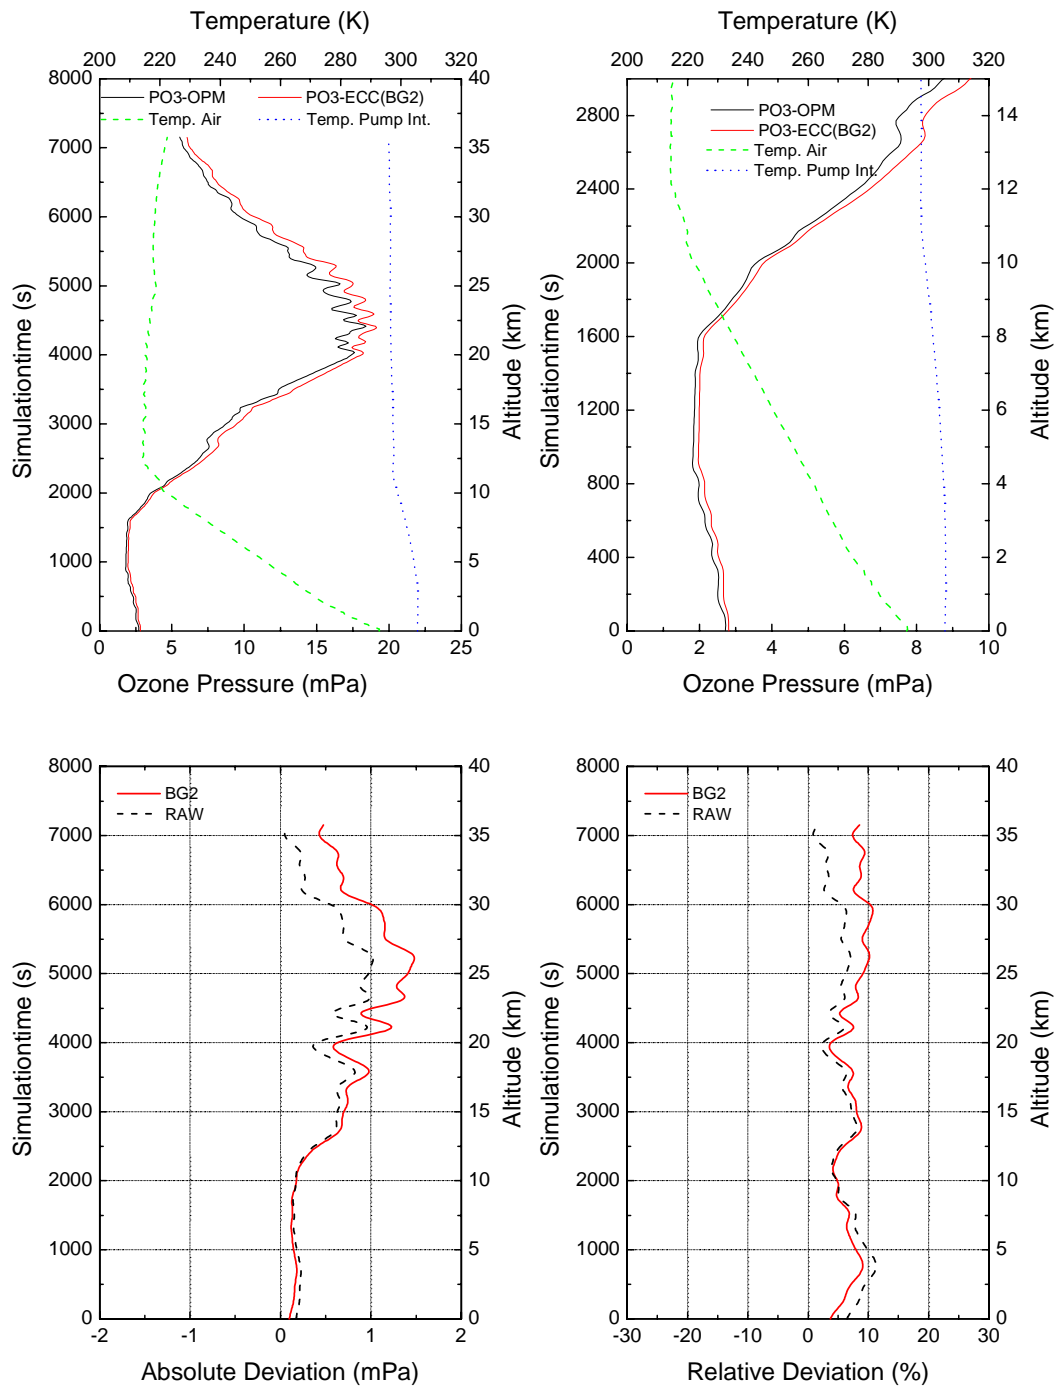 Temperature (K)
200 220 240 260 280 300 320
8000 7000 6000 5000 4000 3000 2000 1000 0
Simulationtime (s)
PO3-OPM
PO3-ECC(BG2)
Temp. Air
Temp. Pump Int.
40 35 30 25 20 15 10 5 0
Altitude (km)
0 5 10 15 20 25
Ozone Pressure (mPa)
Temperature (K)
200 220 240 260 280 300 320
2800 2400 2000 1600 1200 800 400 0
Simulationtime (s)
PO3-OPM
PO3-ECC(BG2)
Temp. Air
Temp. Pump Int.
14 12 10 8 6 4 2 0
Altitude (km)
0 2 4 6 8 10
Ozone Pressure (mPa)
8000 7000 6000 5000 4000 3000 2000 1000 0
Simulationtime (s)
BG2
RAW
40 35 30 25 20 15 10 5 0
Altitude (km)
-2 -1 0 1 2
Absolute Deviation (mPa)
8000 7000 6000 5000 4000 3000 2000 1000 0
Simulationtime (s)
BG2
RAW
40 35 30 25 20 15 10 5 0
Altitude (km)
-30 -20 -10 0 10 20 30
Relative Deviation (%)